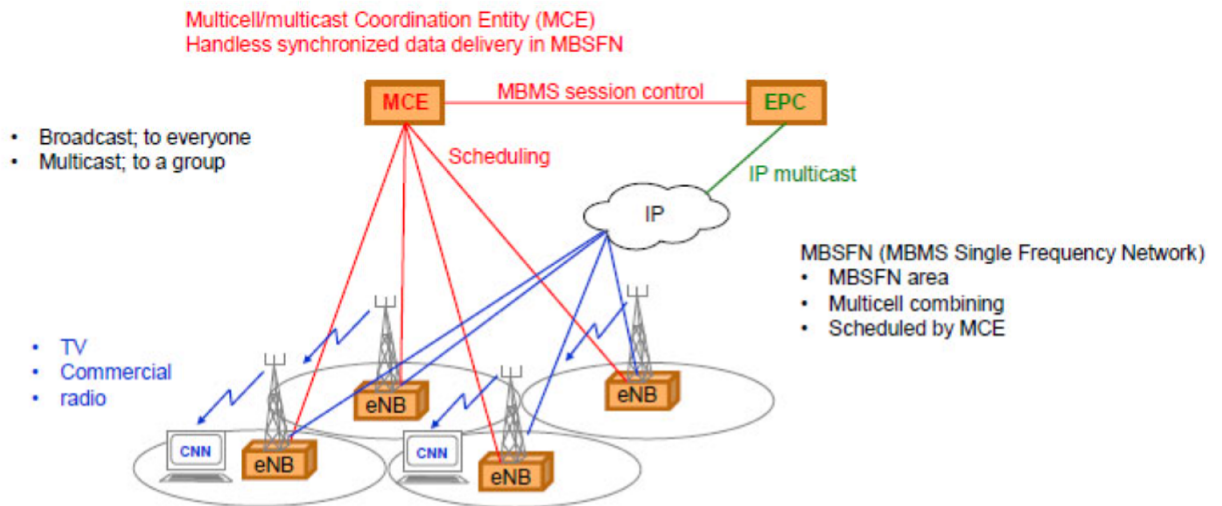 Multicell/multicast Coordination Entity (MCE)
Handless synchronized data delivery in MBSFN
MCE
MBMS session control
EPC
• Broadcast; to everyone
• Multicast; to a group
Scheduling
IP multicast
IP
MBSFN (MBMS Single Frequency Network)
• MBSFN area
• Multicell combining
• Scheduled by MCE
• TV
• Commercial
• radio
eNB
eNB
CNN
eNB
CNN
eNB